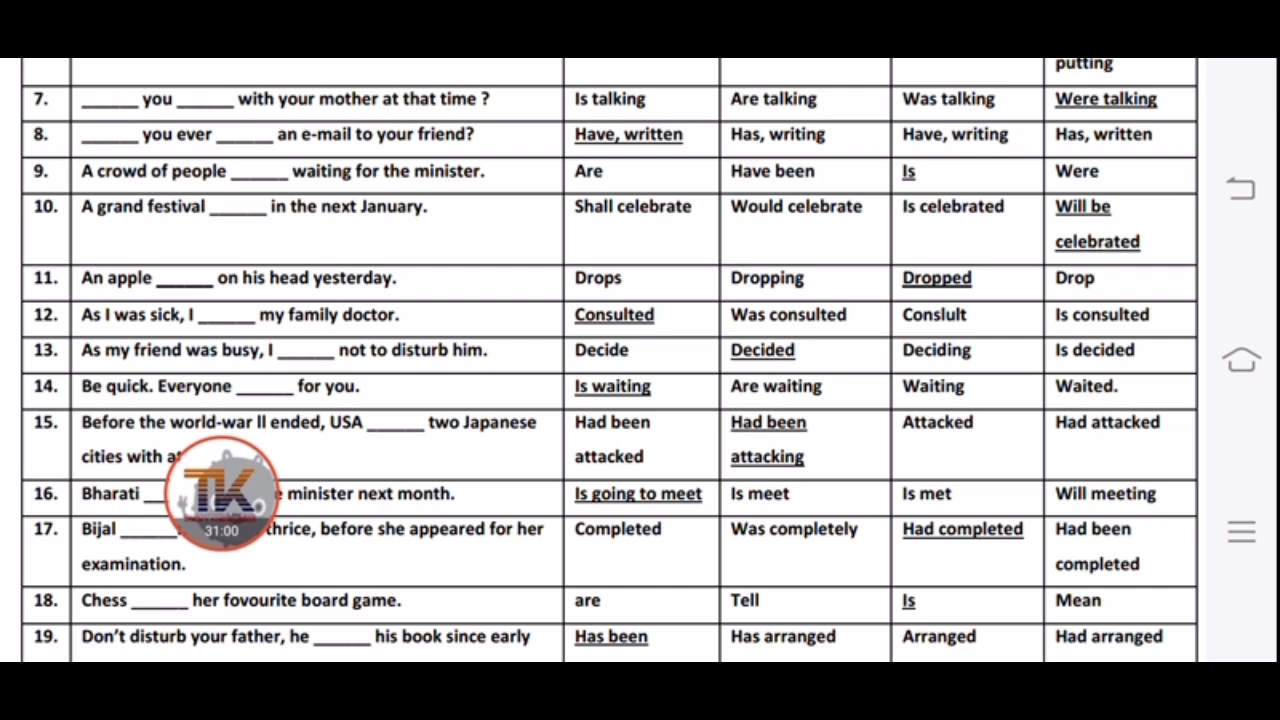 putting
7. ______ you ______ with your mother at that time ? Is talking Are talking Was talking Were talking
8. ______ you ever ______ an e-mail to your friend? Have, written Has, writing Have, writing Has, written
9. A crowd of people ______ waiting for the minister. Are Have been Is Were
10. A grand festival ______ in the next January. Shall celebrate Would celebrate Is celebrated Will be
celebrated
11. An apple ______ on his head yesterday. Drops Dropping Dropped Drop
12. As I was sick, I ______ my family doctor. Consulted Was consulted Conslult Is consulted
13. As my friend was busy, I ______ not to disturb him. Decide Decided Deciding Is decided
14. Be quick. Everyone ______ for you. Is waiting Are waiting Waiting Waited.
15. Before the world-war ll ended, USA ______ two Japanese Had been Had been Attacked Had attacked
cities with attacked attacking
16. Bharati ___ minister next month. Is going to meet Is meet Is met Will meeting
17. Bijal ______ thrice, before she appeared for her Completed Was completely Had completed Had been
examination. completed
TK
31:00
18. Chess ______ her fovourite board game. are Tell Is Mean
19. Don't disturb your father, he ______ his book since early Has been Has arranged Arranged Had arranged